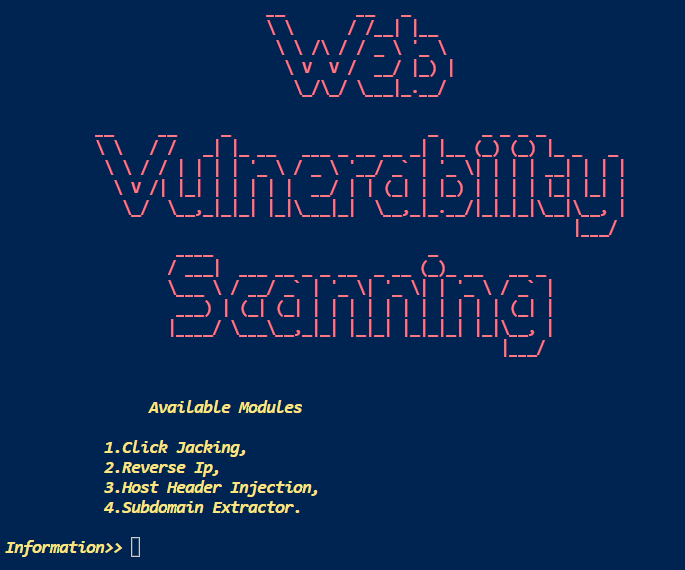 Web
Vulnerability
Scanning
Available Modules
1.Click Jacking,
2.Reverse Ip,
3.Host Header Injection,
4.Subdomain Extractor.
Information>>